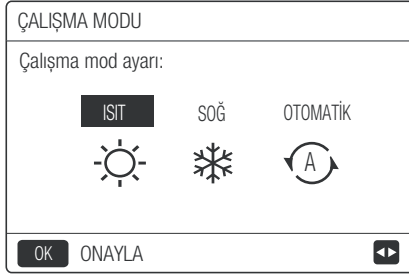 ÇALIŞMA MODU
Çalışma mod ayarı:
ISIT SOĞ OTOMATİK
A
OK ONAYLA